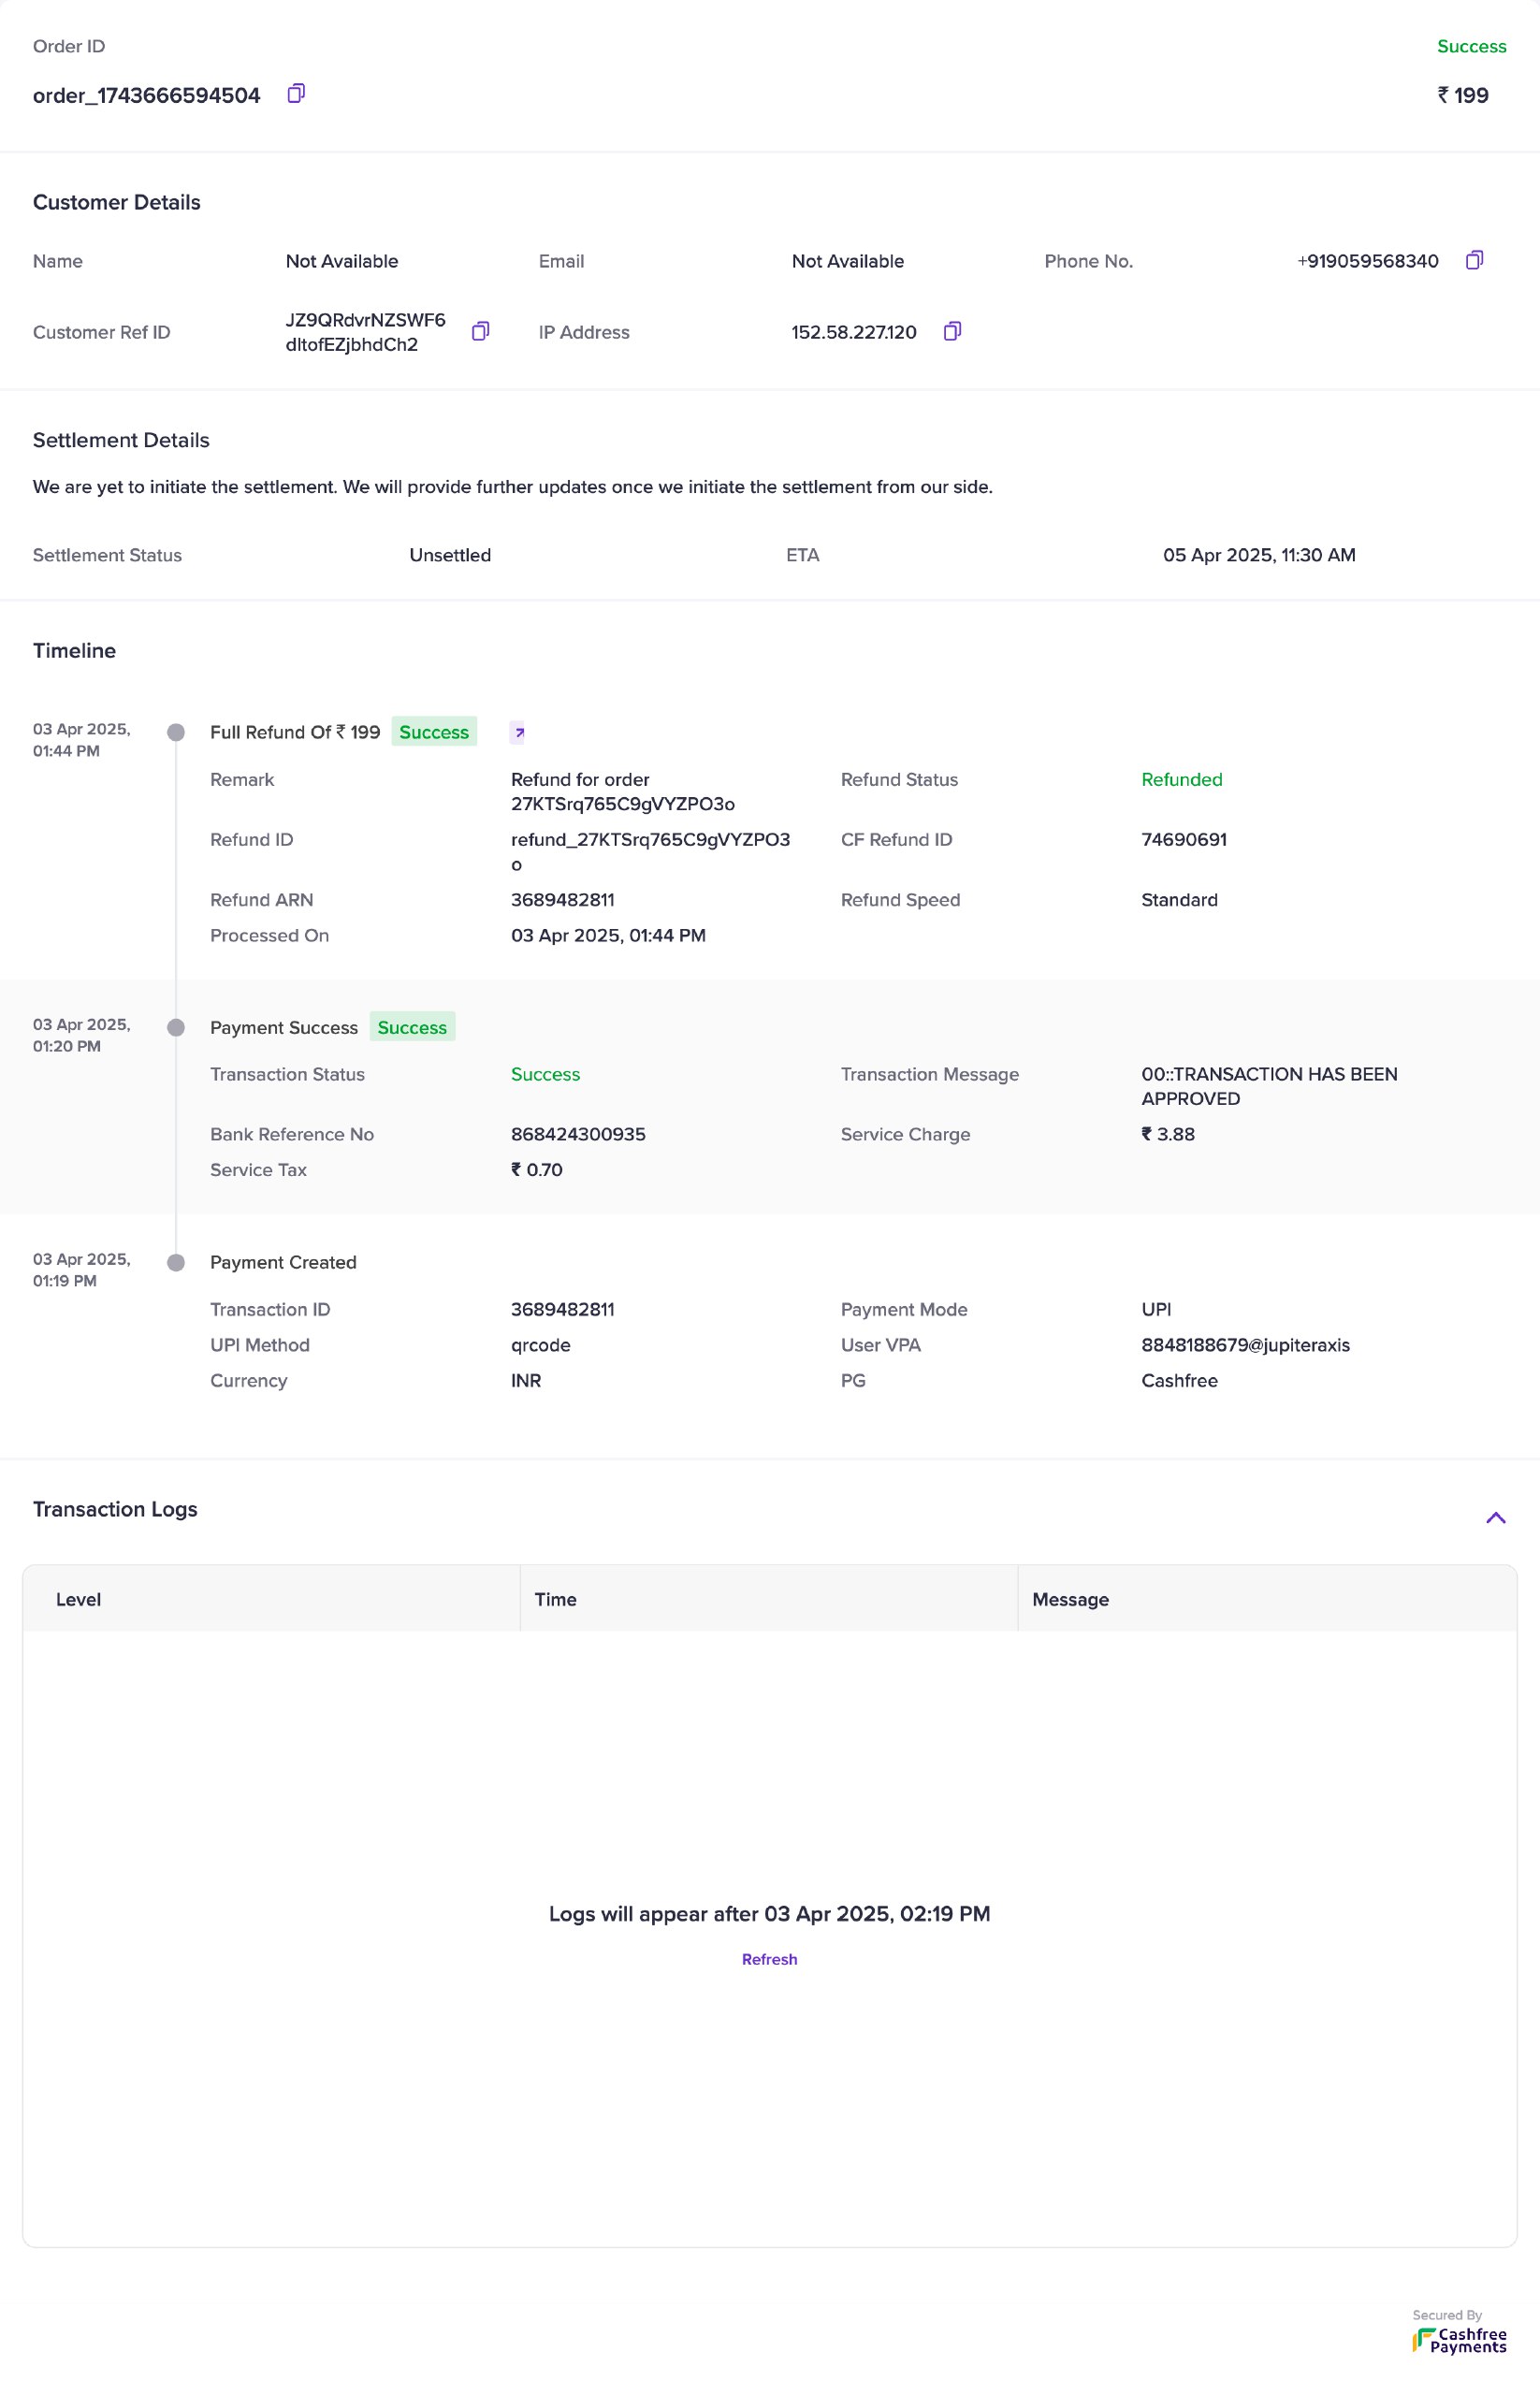 Order ID
Success
order_1743666594504
₹ 199
Customer Details
Name
Not Available
Email
Not Available
Phone No.
+919059568340
Customer Ref ID
JZ9QRdvrNZSWF6
dltofEZjbhdCh2
IP Address
152.58.227.120
Settlement Details
We are yet to initiate the settlement. We will provide further updates once we initiate the settlement from our side.
Settlement Status
Unsettled
ETA
05 Apr 2025, 11:30 AM
Timeline
03 Apr 2025,
01:44 PM
Full Refund Of ₹ 199
Success
Remark
Refund for order
27KTSrq765C9gVYZPO3o
Refund Status
Refunded
Refund ID
refund_27KTSrq765C9gVYZPO3
o
CF Refund ID
74690691
Refund ARN
3689482811
Refund Speed
Standard
Processed On
03 Apr 2025, 01:44 PM
03 Apr 2025,
01:20 PM
Payment Success
Success
Transaction Status
Success
Transaction Message
00::TRANSACTION HAS BEEN
APPROVED
Bank Reference No
868424300935
Service Charge
₹ 3.88
Service Tax
₹ 0.70
03 Apr 2025,
01:19 PM
Payment Created
Transaction ID
3689482811
Payment Mode
UPI
UPI Method
qrcode
User VPA
8848188679@jupiteraxis
Currency
INR
PG
Cashfree
Transaction Logs
Level
Time
Message
Logs will appear after 03 Apr 2025, 02:19 PM
Refresh
Secured By
Cashfree
Payments